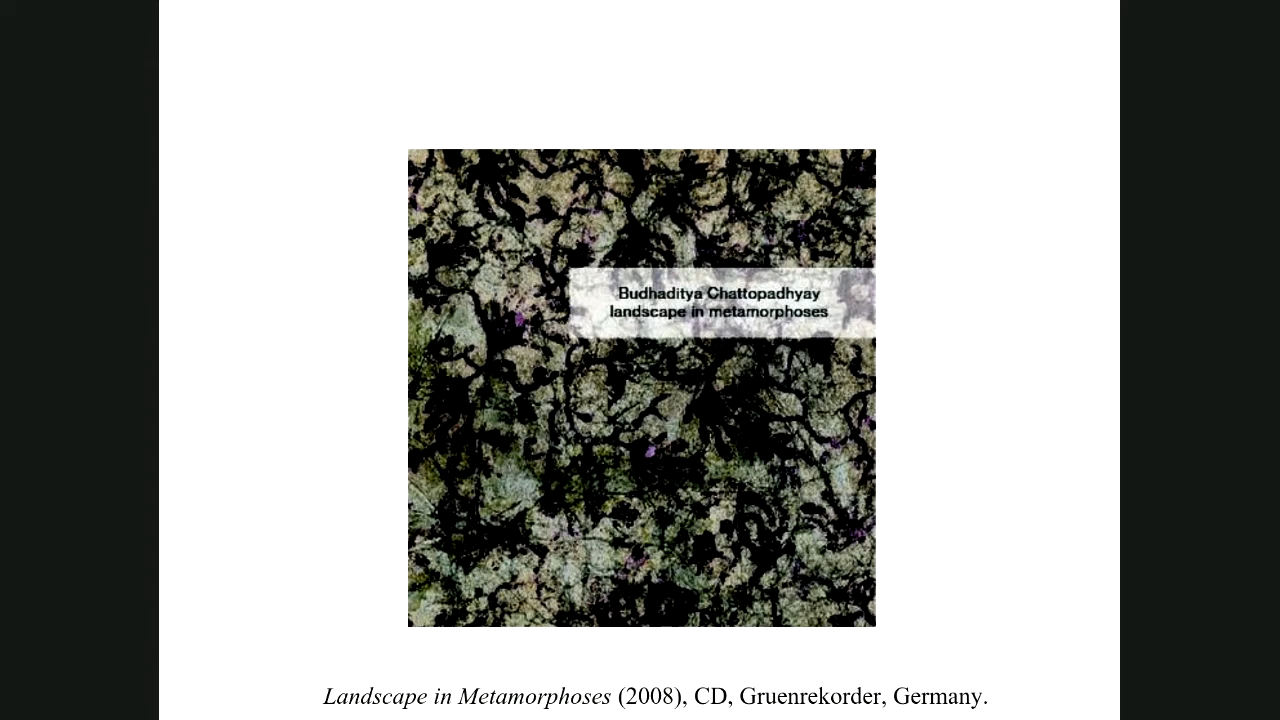 Budhaditya Chattopadhyay
landscape in metamorphoses
Landscape in Metamorphoses (2008), CD, Gruenrekorder, Germany.